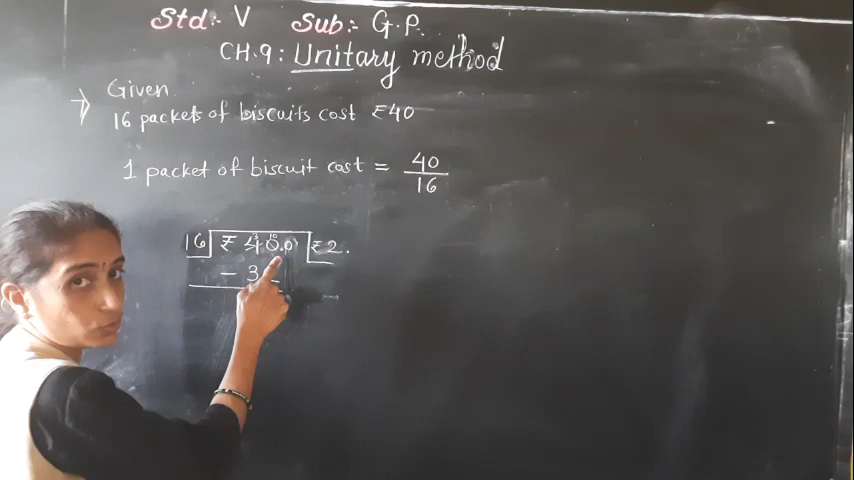 Std:- V Sub:- G.P.
CH.9: Unitary method
Given
16 packets of biscuits cost ₹40
1 packet of biscuit cost = 40/16
16 ₹ 40.0 ₹2.
- 3